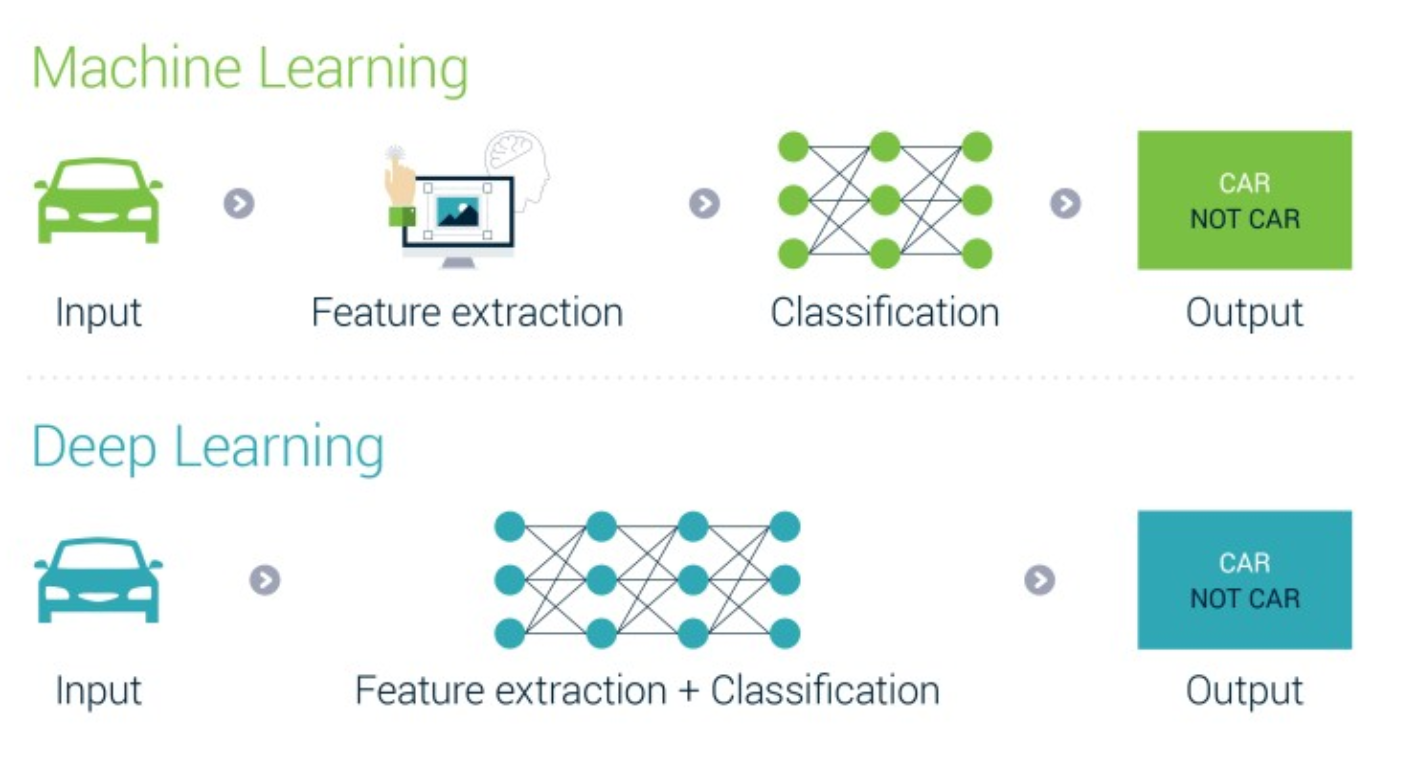 Machine Learning
Input
Feature extraction
Classification
CAR
NOT CAR
Output
Deep Learning
Input
Feature extraction + Classification
CAR
NOT CAR
Output